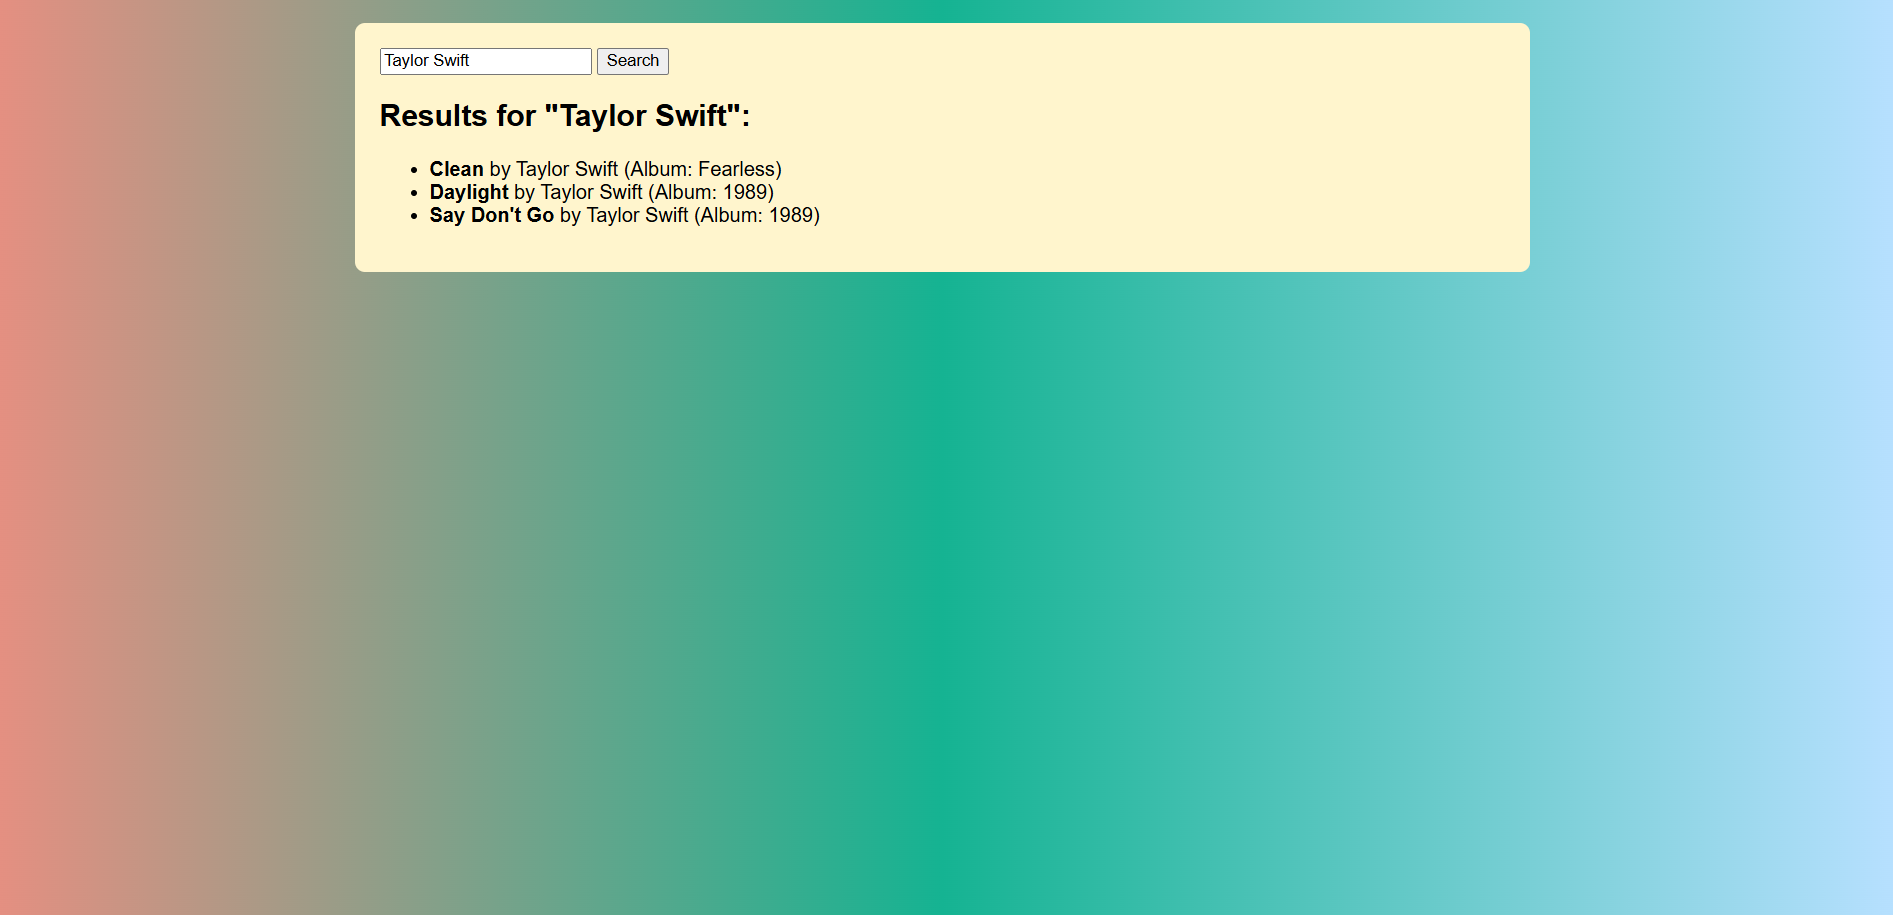 Taylor Swift Search
Results for "Taylor Swift":
• Clean by Taylor Swift (Album: Fearless)
• Daylight by Taylor Swift (Album: 1989)
• Say Don't Go by Taylor Swift (Album: 1989)